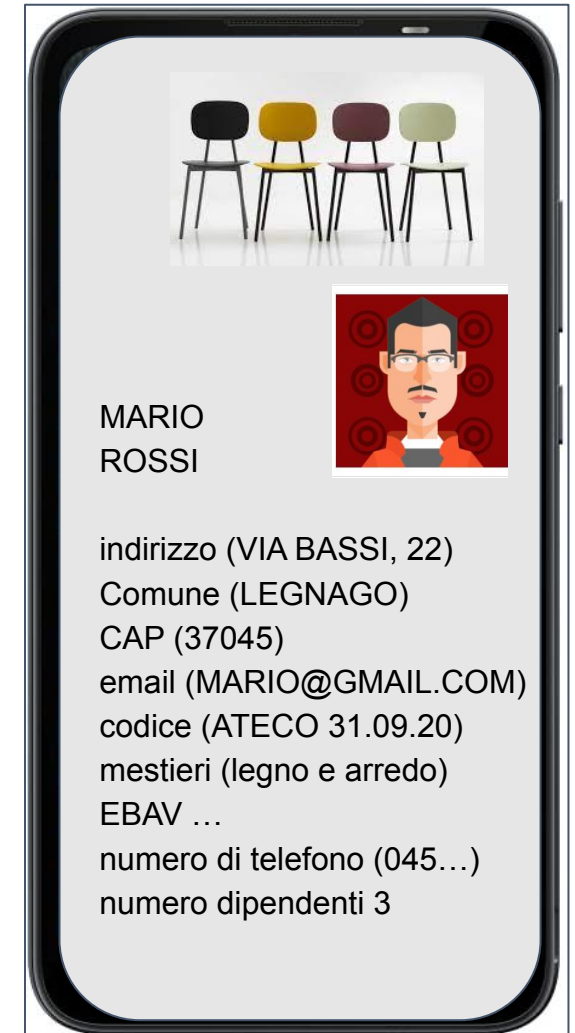 MARIO
ROSSI
indirizzo (VIA BASSI, 22)
Comune (LEGNAGO)
CAP (37045)
email (MARIO@GMAIL.COM)
codice (ATECO 31.09.20)
mestieri (legno e arredo)
EBAV …
numero di telefono (045…)
numero dipendenti 3